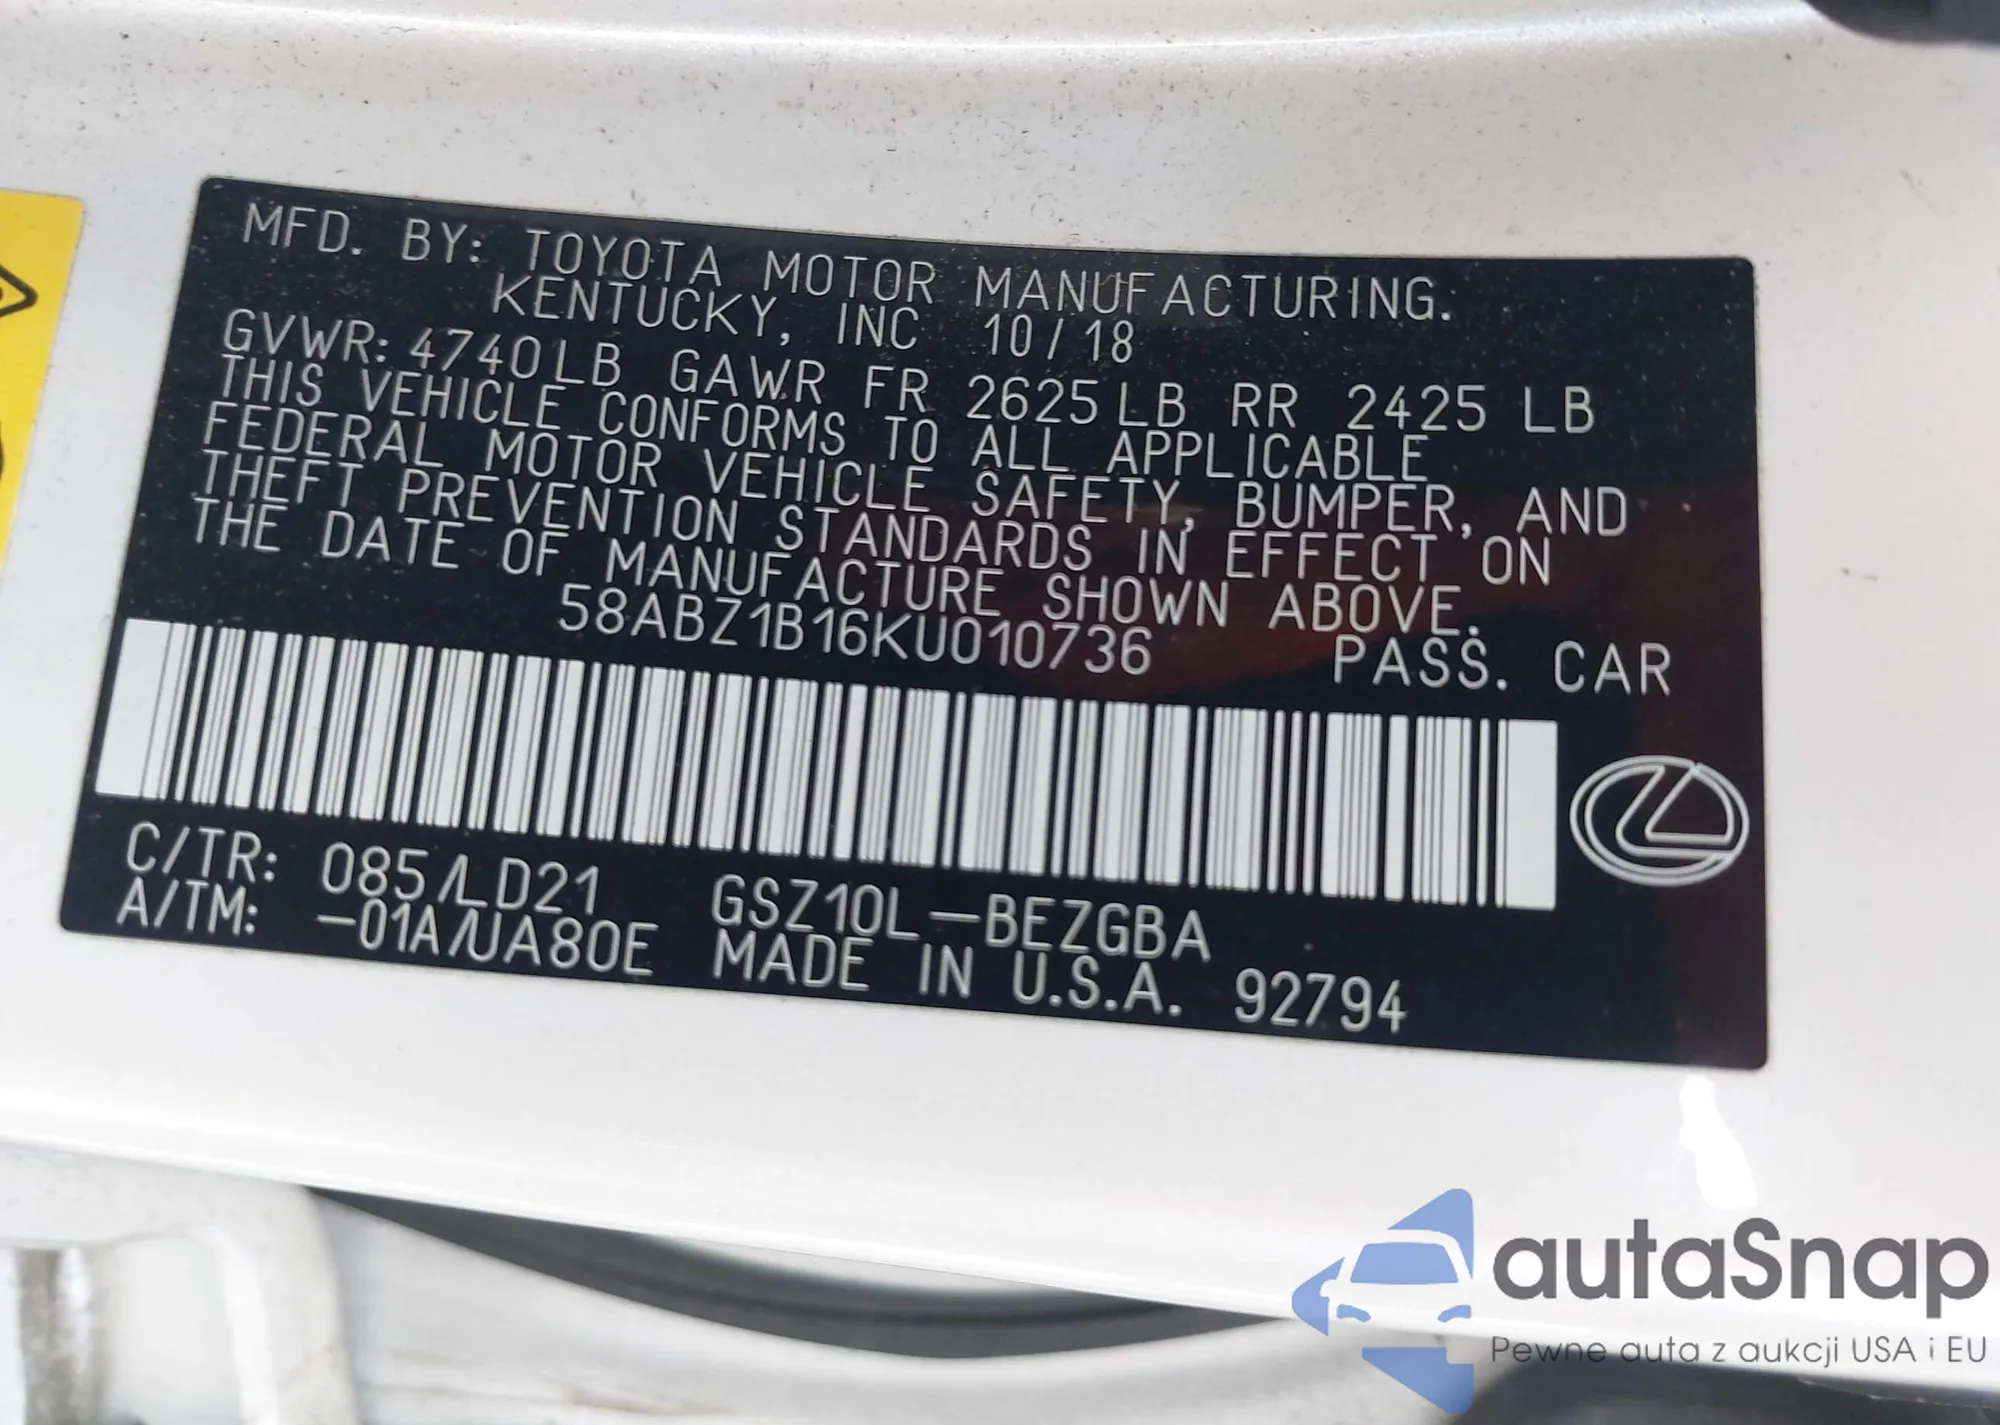 MFD. BY: TOYOTA MOTOR MANUFACTURING.
KENTUCKY, INC 10/18
GVWR: 4740LB GAWR FR 2625LB RR 2425 LB
THIS VEHICLE CONFORMS TO ALL APPLICABLE
FEDERAL MOTOR VEHICLE SAFETY, BUMPER, AND
THEFT PREVENTION STANDARDS IN EFFECT ON
THE DATE OF MANUFACTURE SHOWN ABOVE.
58ABZ1B16KU010736 PASS. CAR
C/TR: 085/LD21 GSZ10L-BEZGBA
A/TM: -01A/UA80E MADE IN U.S.A. 92794
autaSnap
Pewne auta z aukcji USA i EU